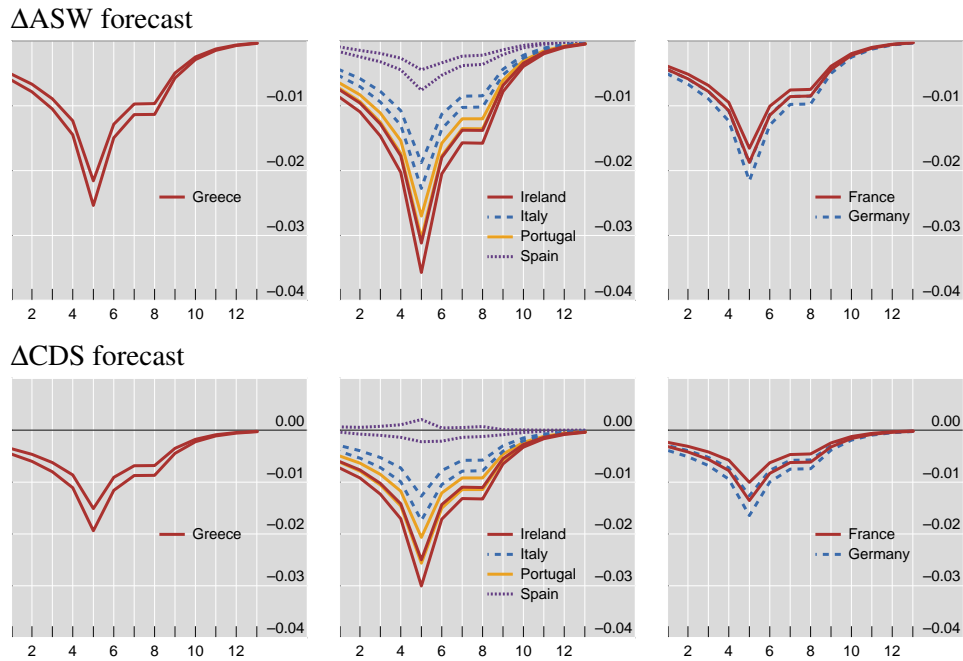 ΔASW forecast
−0.01
−0.02
−0.03
−0.04
Greece
2 4 6 8 10 12
−0.01
−0.02
−0.03
−0.04
Ireland
Italy
Portugal
Spain
2 4 6 8 10 12
−0.01
−0.02
−0.03
−0.04
France
Germany
2 4 6 8 10 12
ΔCDS forecast
0.00
−0.01
−0.02
−0.03
−0.04
Greece
2 4 6 8 10 12
0.00
−0.01
−0.02
−0.03
−0.04
Ireland
Italy
Portugal
Spain
2 4 6 8 10 12
0.00
−0.01
−0.02
−0.03
−0.04
France
Germany
2 4 6 8 10 12